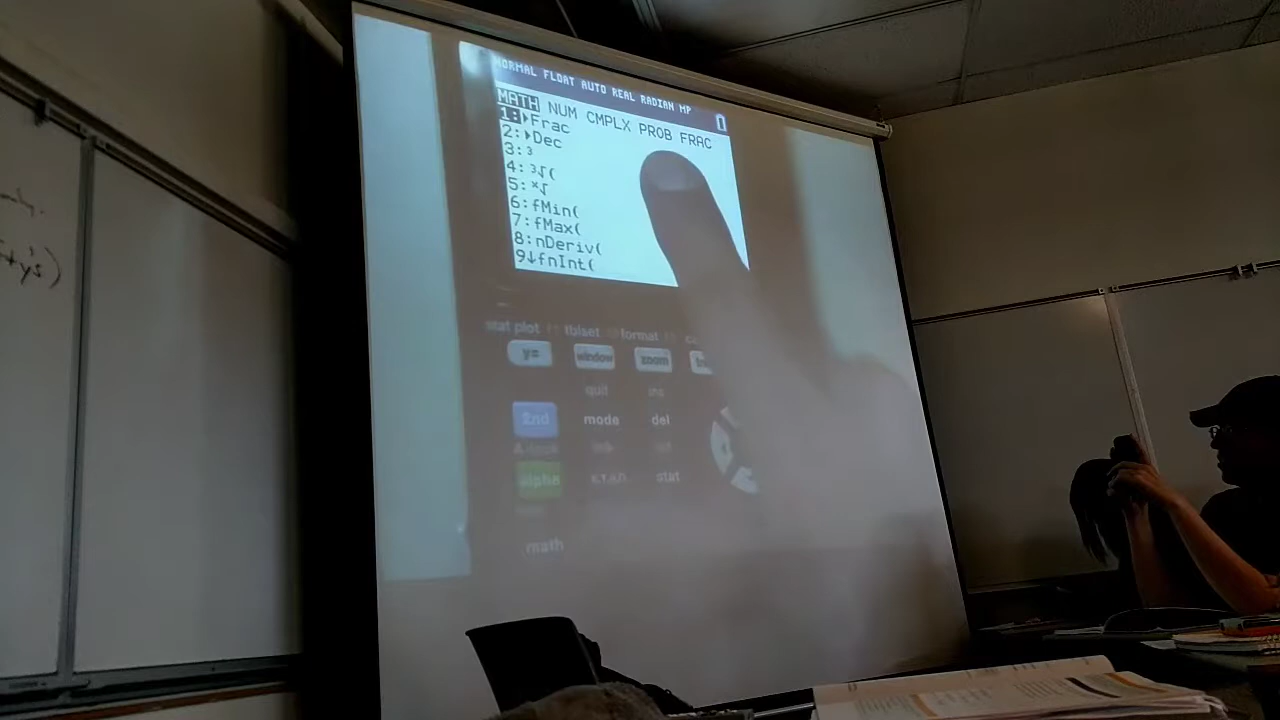 NORMAL FLOAT AUTO REAL RADIAN MP
MATH NUM CMPLX PROB FRAC
1:▸Frac
2:▸Dec
3:³
4:³√(
5:ˣ√
6:fMin(
7:fMax(
8:nDeriv(
9↓fnInt(
stat plot tblset format
y= window zoom
quit ins
2nd mode del
alpha stat
math